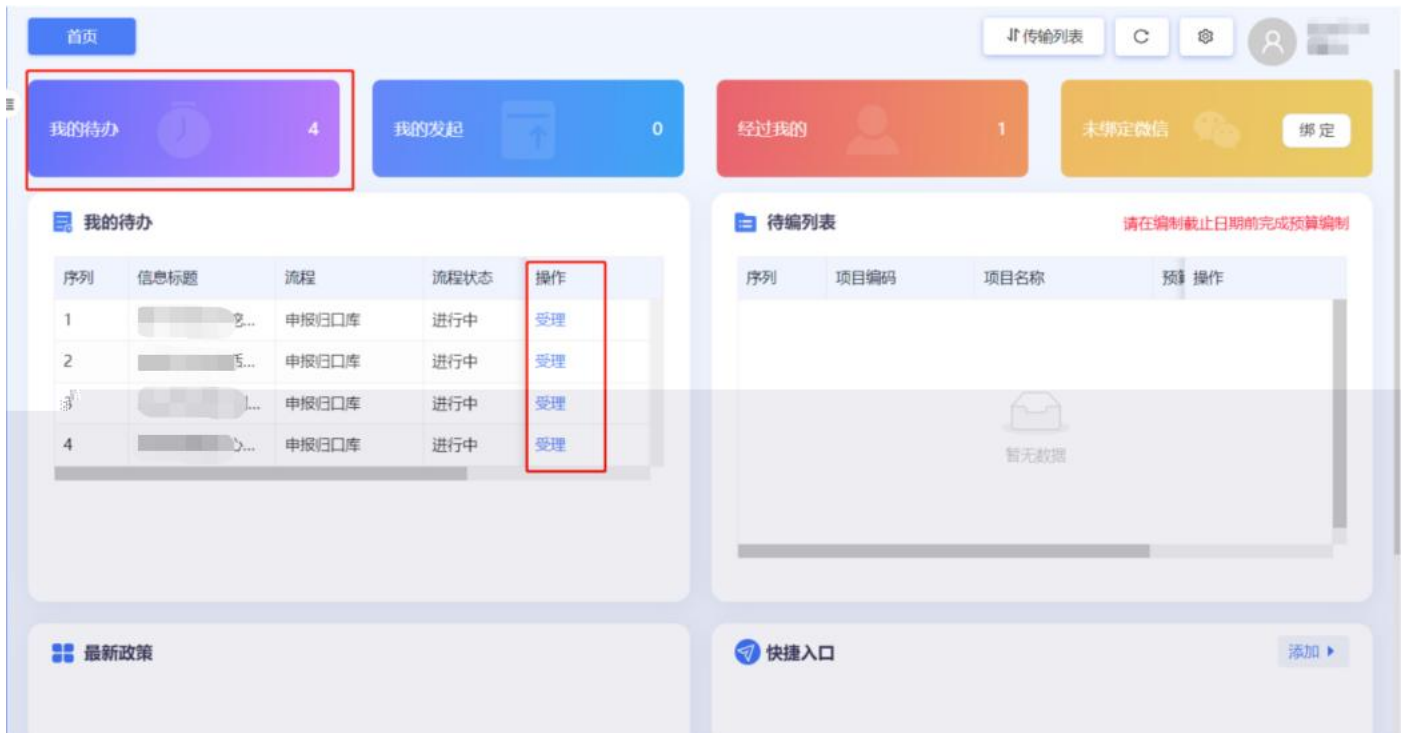 首页
传输列表
我的待办 4
我的发起 0
经过我的 1
未绑定微信 绑定
我的待办
序列 信息标题 流程 流程状态 操作
1 申报归口库 进行中 受理
2 申报归口库 进行中 受理
3 申报归口库 进行中 受理
4 申报归口库 进行中 受理
待编列表 请在编制截止日期前完成预算编制
序列 项目编码 项目名称 操作
暂无数据
最新政策
快捷入口 添加